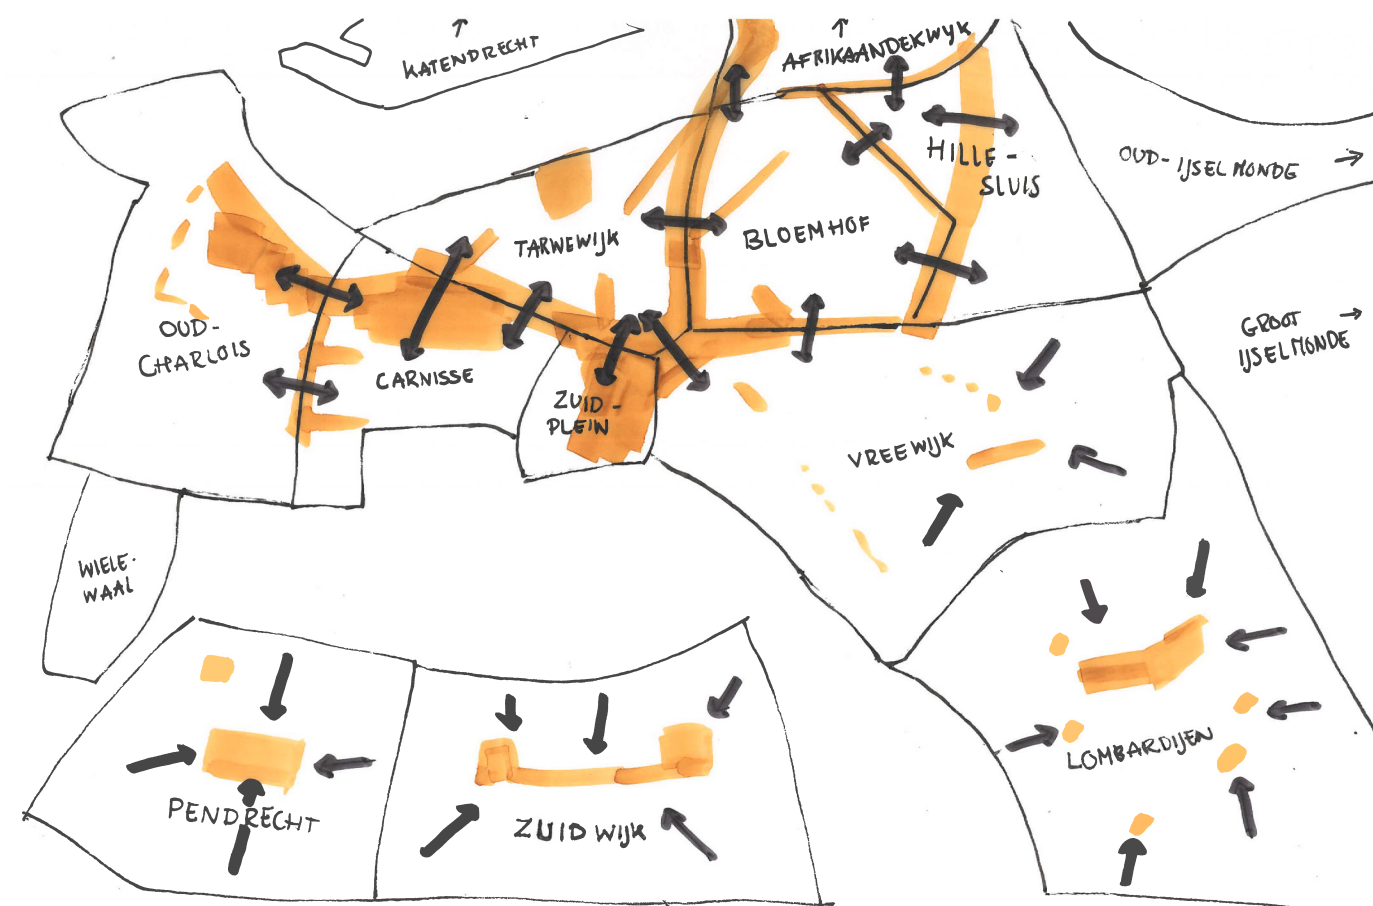 KATENDRECHT
AFRIKAANDERWYK
HILLE-
SLUIS
OUD-IJSELMONDE
TARWEWIJK
BLOEMHOF
OUD-
CHARLOIS
CARNISSE
ZUID-
PLEIN
GROOT
IJSELMONDE
VREEWIJK
WIELE-
WAAL
PENDRECHT
ZUIDWIJK
LOMBARDIJEN